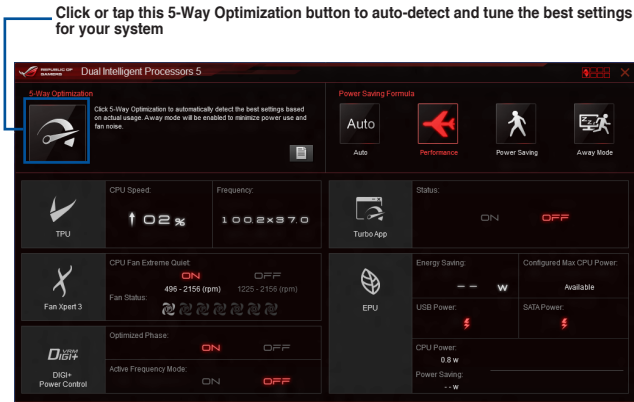 Click or tap this 5-Way Optimization button to auto-detect and tune the best settings
for your system
REPUBLIC OF
GAMERS
Dual Intelligent Processors 5
5-Way Optimization
Click 5-Way Optimization to automatically detect the best settings based
on actual usage. Away mode will be enabled to minimize power use and
fan noise.
Power Saving Formula
Auto
Auto
Performance
Power Saving
Away Mode
TPU
CPU Speed:
02 %
Frequency:
100.2x37.0
Turbo App
Status:
ON OFF
Fan Xpert 3
CPU Fan Extreme Quiet:
ON OFF
496 - 2156 (rpm) 1225 - 2156 (rpm)
Fan Status:
EPU
Energy Saving:
-- w
Configured Max CPU Power:
Available
USB Power:
SATA Power:
CPU Power:
0.8 w
Power Saving:
-- w
DIGI+ VRM
DIGI+
Power Control
Optimized Phase:
ON OFF
Active Frequency Mode:
ON OFF